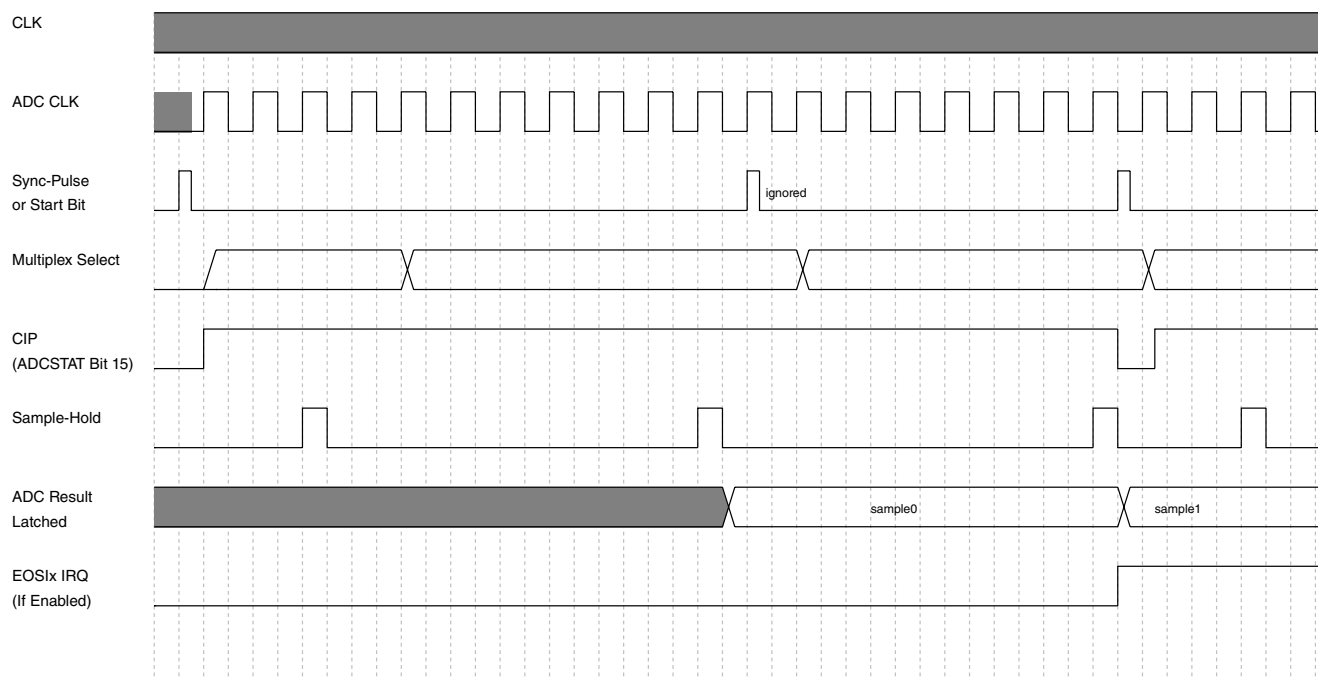 CLK
ADC CLK
Sync-Pulse
or Start Bit
ignored
Multiplex Select
CIP
(ADCSTAT Bit 15)
Sample-Hold
ADC Result
Latched
sample0
sample1
EOSIx IRQ
(If Enabled)